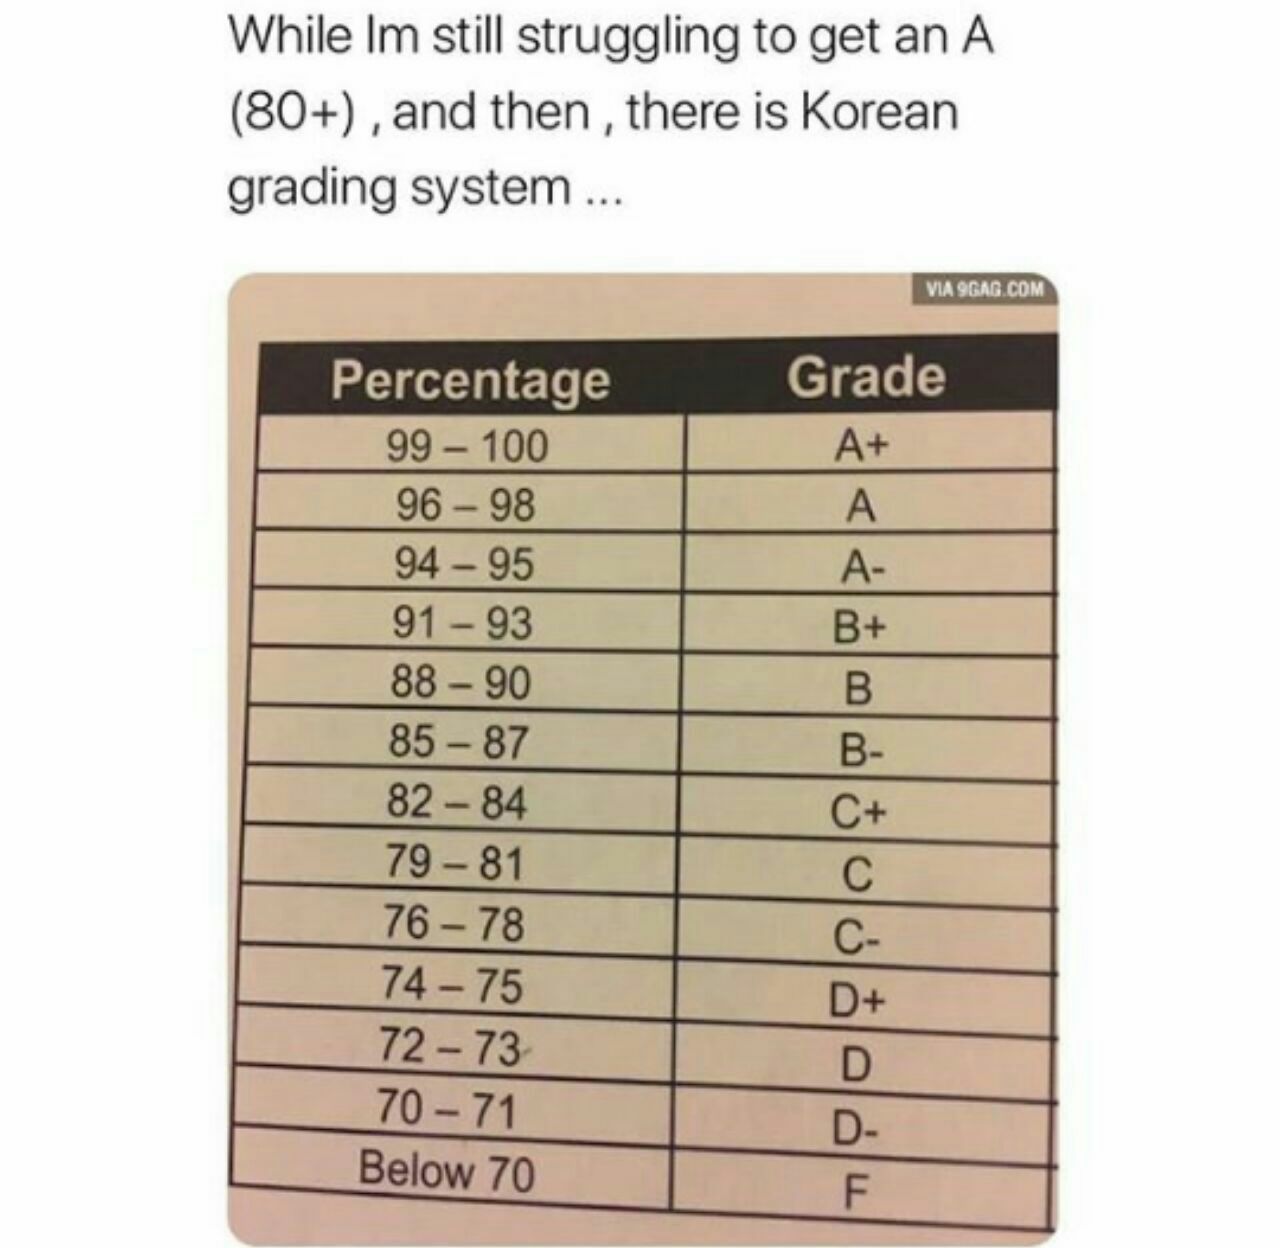 While Im still struggling to get an A
(80+) , and then , there is Korean
grading system ...
VIA 9GAG.COM
Percentage Grade
99 – 100 A+
96 – 98 A
94 – 95 A-
91 – 93 B+
88 – 90 B
85 – 87 B-
82 – 84 C+
79 – 81 C
76 – 78 C-
74 – 75 D+
72 – 73 D
70 – 71 D-
Below 70 F